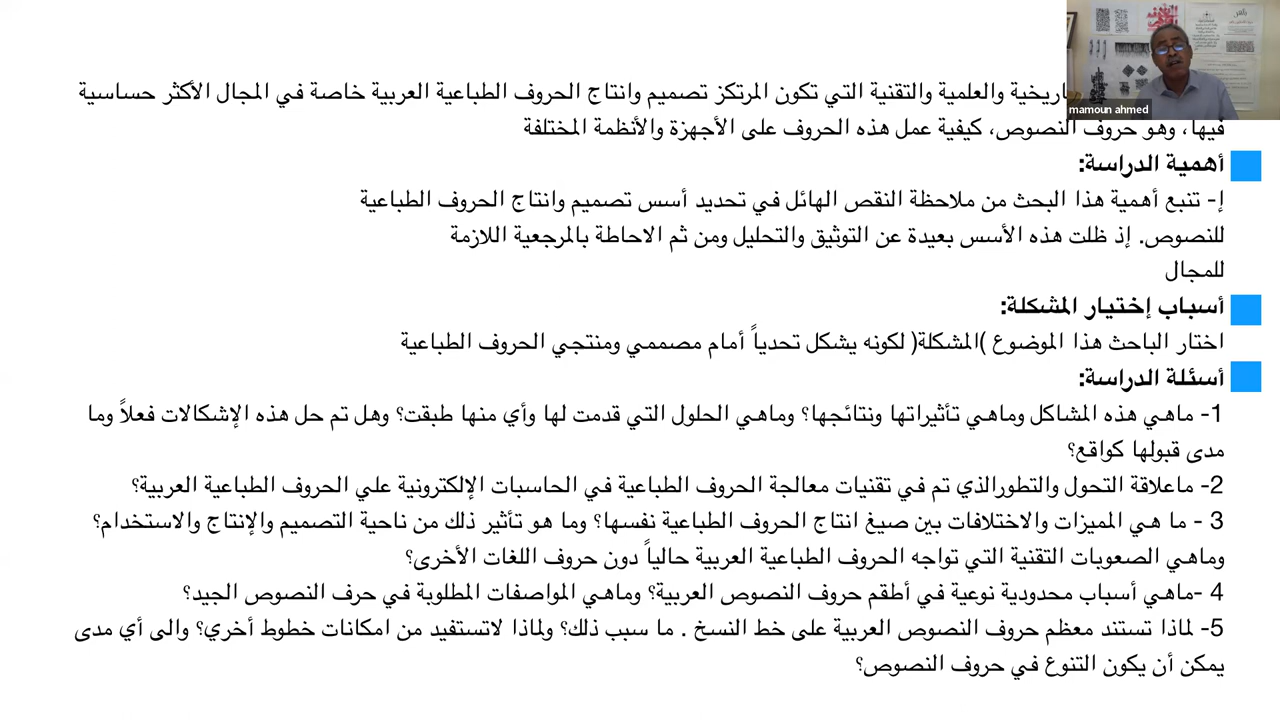 mamoun ahmed
والعلمية والتقنية التي تكون المرتكز تصميم وانتاج الحروف الطباعية العربية خاصة في المجال الأكثر حساسية
فيها، وهو حروف النصوص، كيفية عمل هذه الحروف على الأجهزة والأنظمة المختلفة
أهمية الدراسة:
إ- تنبع أهمية هذا البحث من ملاحظة النقص الهائل في تحديد أسس تصميم وانتاج الحروف الطباعية
للنصوص. إذ ظلت هذه الأسس بعيدة عن التوثيق والتحليل ومن ثم الاحاطة بالمرجعية اللازمة
للمجال
أسباب إختيار المشكلة:
اختار الباحث هذا الموضوع )المشكلة( لكونه يشكل تحدياً أمام مصممي ومنتجي الحروف الطباعية
أسئلة الدراسة:
1- ماهي هذه المشاكل وماهي تأثيراتها ونتائجها؟ وماهي الحلول التي قدمت لها وأي منها طبقت؟ وهل تم حل هذه الإشكالات فعلاً وما
مدى قبولها كواقع؟
2- ماعلاقة التحول والتطورالذي تم في تقنيات معالجة الحروف الطباعية في الحاسبات الإلكترونية علي الحروف الطباعية العربية؟
3 - ما هي المميزات والاختلافات بين صيغ انتاج الحروف الطباعية نفسها؟ وما هو تأثير ذلك من ناحية التصميم والإنتاج والاستخدام؟
وماهي الصعوبات التقنية التي تواجه الحروف الطباعية العربية حالياً دون حروف اللغات الأخرى؟
4 -ماهي أسباب محدودية نوعية في أطقم حروف النصوص العربية؟ وماهي المواصفات المطلوبة في حرف النصوص الجيد؟
5- لماذا تستند معظم حروف النصوص العربية على خط النسخ . ما سبب ذلك؟ ولماذا لاتستفيد من امكانات خطوط أخري؟ والى أي مدى
يمكن أن يكون التنوع في حروف النصوص؟